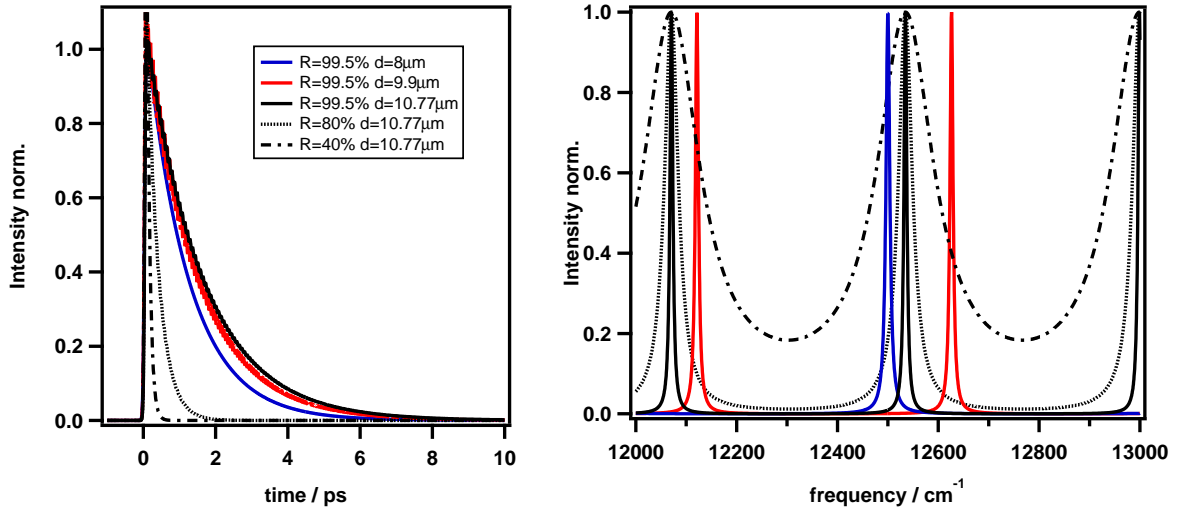 1.0
0.8
0.6
0.4
0.2
0.0
Intensity norm.
0
2
4
6
8
10
time / ps
R=99.5% d=8μm
R=99.5% d=9.9μm
R=99.5% d=10.77μm
R=80% d=10.77μm
R=40% d=10.77μm
1.0
0.8
0.6
0.4
0.2
0.0
Intensity norm.
12000
12200
12400
12600
12800
13000
frequency / cm⁻¹